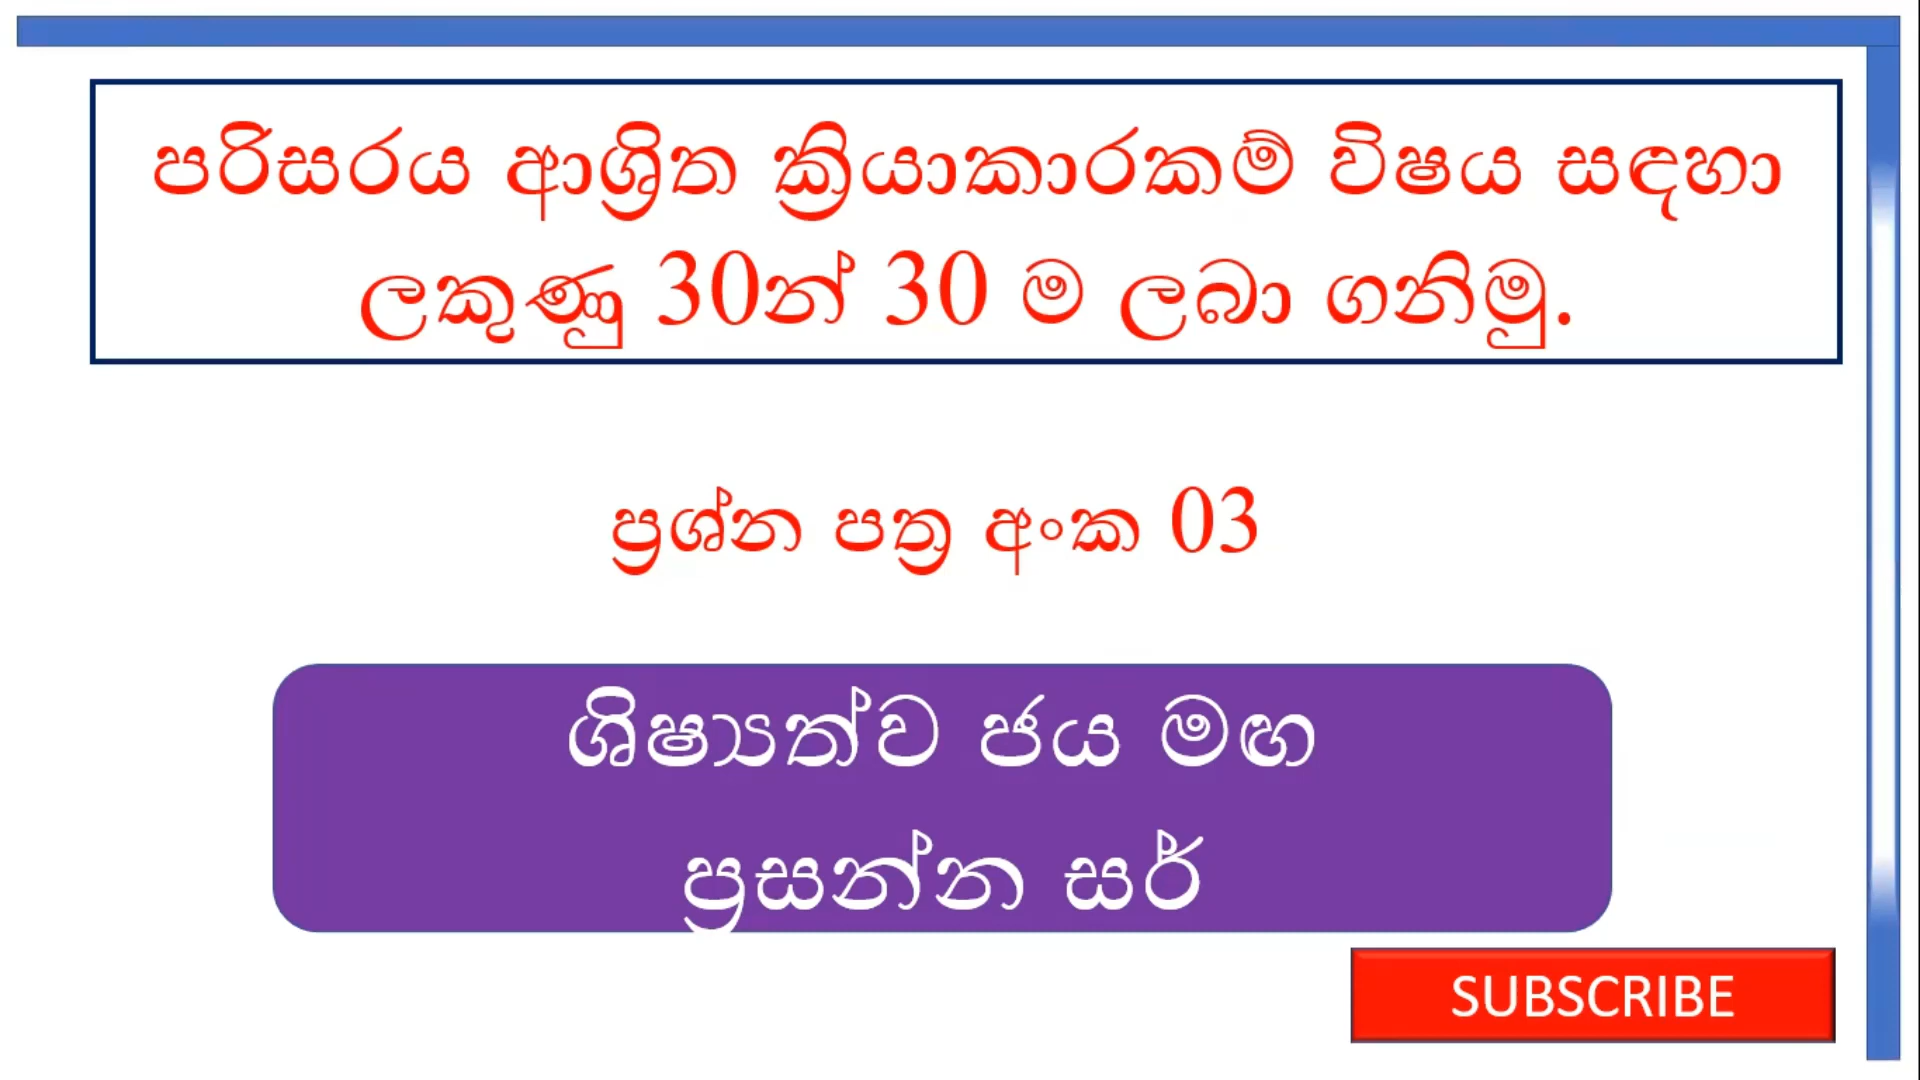 පරිසරය ආශ්‍රිත ක්‍රියාකාරකම් විෂය සඳහා
ලකුණු 30න් 30 ම ලබා ගනිමු.
ප්‍රශ්න පත්‍ර අංක 03
ශිෂ්‍යත්ව ජය මඟ
ප්‍රසන්න සර්
SUBSCRIBE